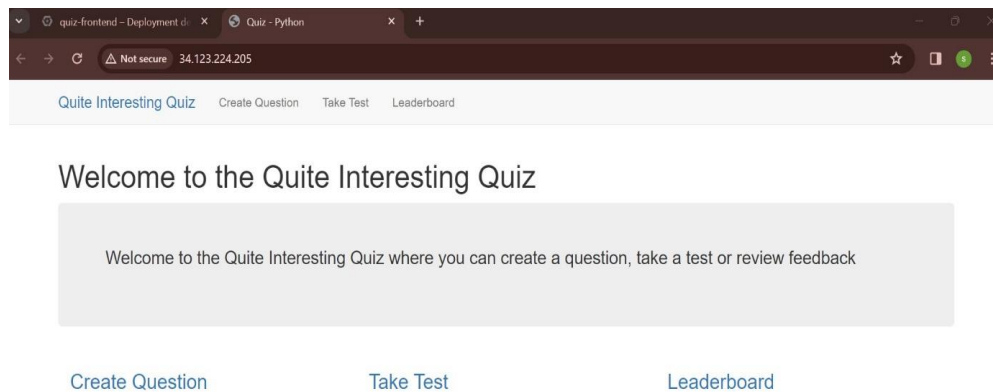 quiz-frontend – Deployment de
Quiz - Python
Not secure 34.123.224.205
s
Quite Interesting Quiz Create Question Take Test Leaderboard
Welcome to the Quite Interesting Quiz
Welcome to the Quite Interesting Quiz where you can create a question, take a test or review feedback
Create Question Take Test Leaderboard